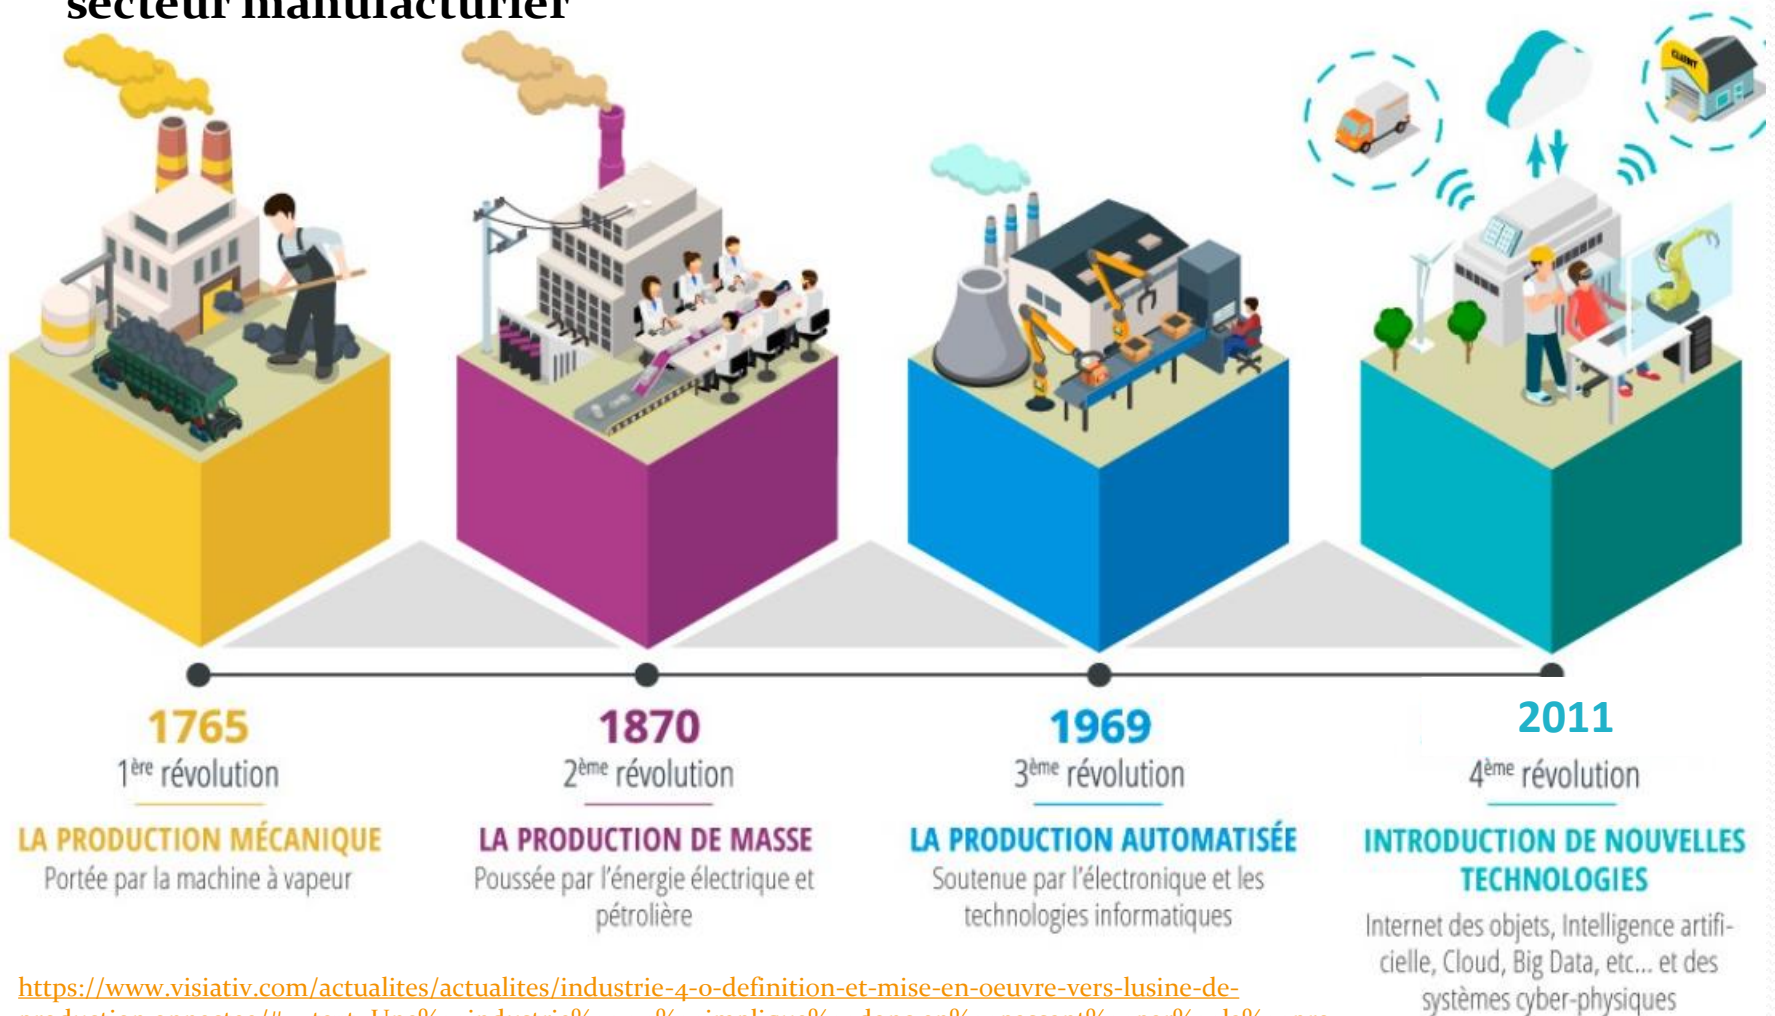 secteur manufacturier
CLIENT
1765
1ère révolution
LA PRODUCTION MÉCANIQUE
Portée par la machine à vapeur
1870
2ème révolution
LA PRODUCTION DE MASSE
Poussée par l'énergie électrique et
pétrolière
1969
3ème révolution
LA PRODUCTION AUTOMATISÉE
Soutenue par l'électronique et les
technologies informatiques
2011
4ème révolution
INTRODUCTION DE NOUVELLES
TECHNOLOGIES
Internet des objets, Intelligence artifi-
cielle, Cloud, Big Data, etc... et des
systèmes cyber-physiques
https://www.visiativ.com/actualites/actualites/industrie-4-0-definition-et-mise-en-oeuvre-vers-lusine-de-